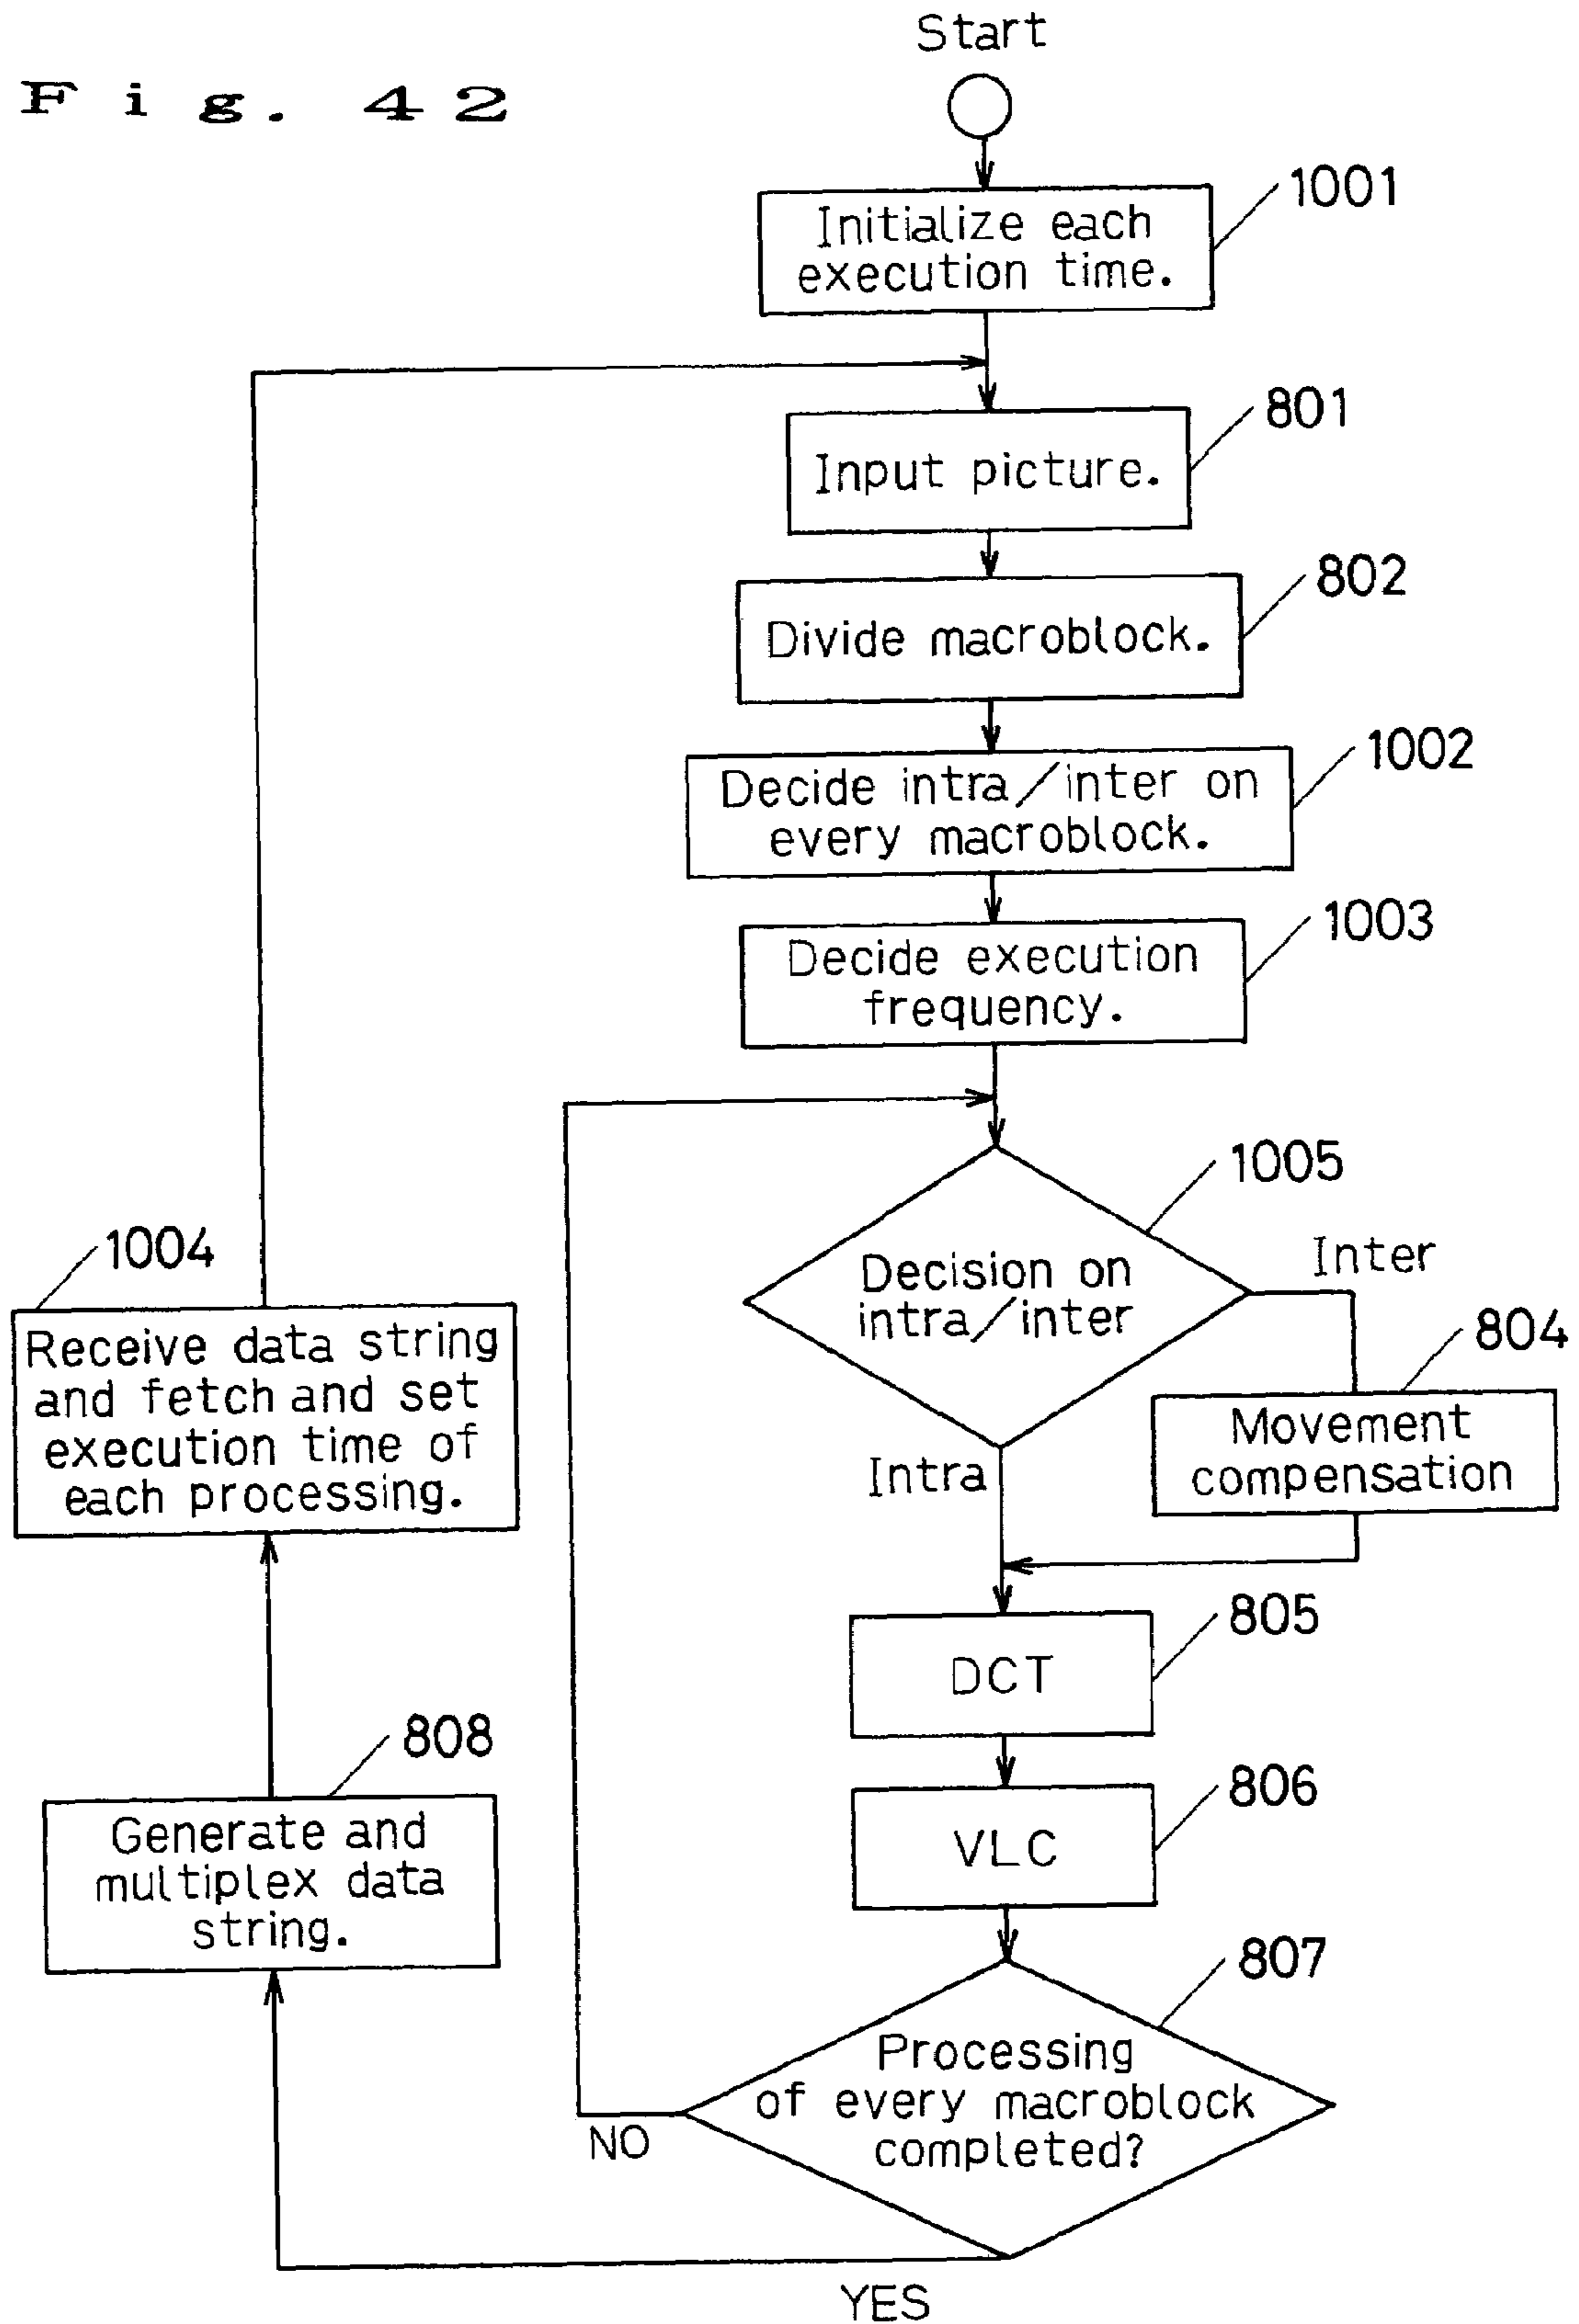 Fig. 42
Start
1001
Initialize each
execution time.
801
Input picture.
802
Divide macroblock.
1002
Decide intra/inter on
every macroblock.
1003
Decide execution
frequency.
1005
Decision on
intra/inter
Inter
804
Movement
compensation
Intra
805
DCT
806
VLC
807
Processing
of every macroblock
completed?
NO
YES
808
Generate and
multiplex data
string.
1004
Receive data string
and fetch and set
execution time of
each processing.